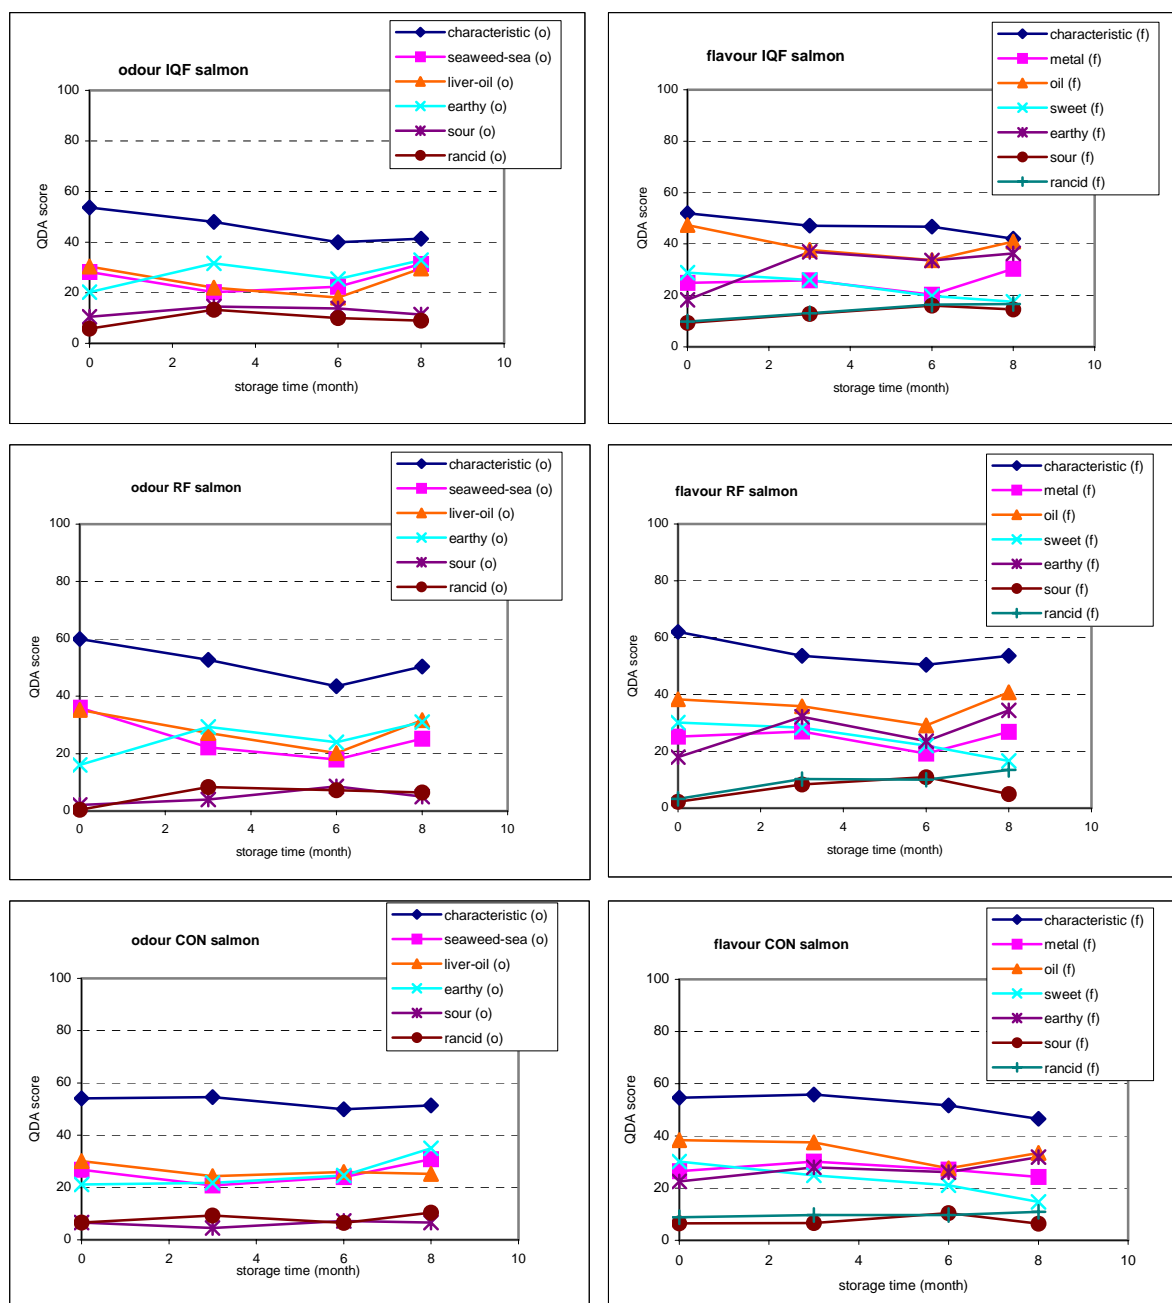 odour IQF salmon
characteristic (o)
seaweed-sea (o)
liver-oil (o)
earthy (o)
sour (o)
rancid (o)
QDA score
100
80
60
40
20
0
0 2 4 6 8 10
storage time (month)
flavour IQF salmon
characteristic (f)
metal (f)
oil (f)
sweet (f)
earthy (f)
sour (f)
rancid (f)
QDA score
100
80
60
40
20
0
0 2 4 6 8 10
storage time (month)
odour RF salmon
characteristic (o)
seaweed-sea (o)
liver-oil (o)
earthy (o)
sour (o)
rancid (o)
QDA score
100
80
60
40
20
0
0 2 4 6 8 10
storage time (month)
flavour RF salmon
characteristic (f)
metal (f)
oil (f)
sweet (f)
earthy (f)
sour (f)
rancid (f)
QDA score
100
80
60
40
20
0
0 2 4 6 8 10
storage time (month)
odour CON salmon
characteristic (o)
seaweed-sea (o)
liver-oil (o)
earthy (o)
sour (o)
rancid (o)
QDA score
100
80
60
40
20
0
0 2 4 6 8 10
storage time (month)
flavour CON salmon
characteristic (f)
metal (f)
oil (f)
sweet (f)
earthy (f)
sour (f)
rancid (f)
QDA score
100
80
60
40
20
0
0 2 4 6 8 10
storage time (month)